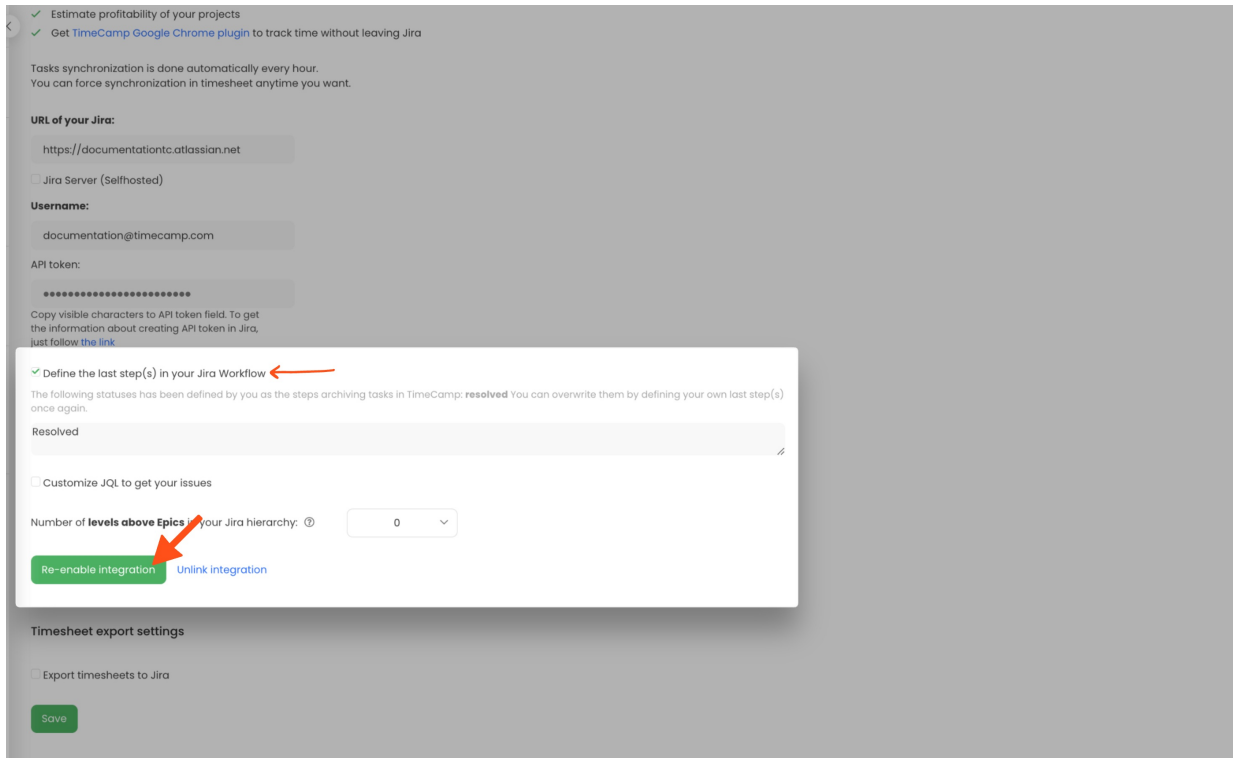 Estimate profitability of your projects
Get TimeCamp Google Chrome plugin to track time without leaving Jira
Tasks synchronization is done automatically every hour.
You can force synchronization in timesheet anytime you want.
URL of your Jira:
https://documentationtc.atlassian.net
Jira Server (Selfhosted)
Username:
documentation@timecamp.com
API token:
Copy visible characters to API token field. To get
the information about creating API token in Jira,
just follow the link
Define the last step(s) in your Jira Workflow
The following statuses has been defined by you as the steps archiving tasks in TimeCamp: resolved You can overwrite them by defining your own last step(s)
once again.
Resolved
Customize JQL to get your issues
Number of levels above Epics in your Jira hierarchy: ?
0
Re-enable integration
Unlink integration
Timesheet export settings
Export timesheets to Jira
Save